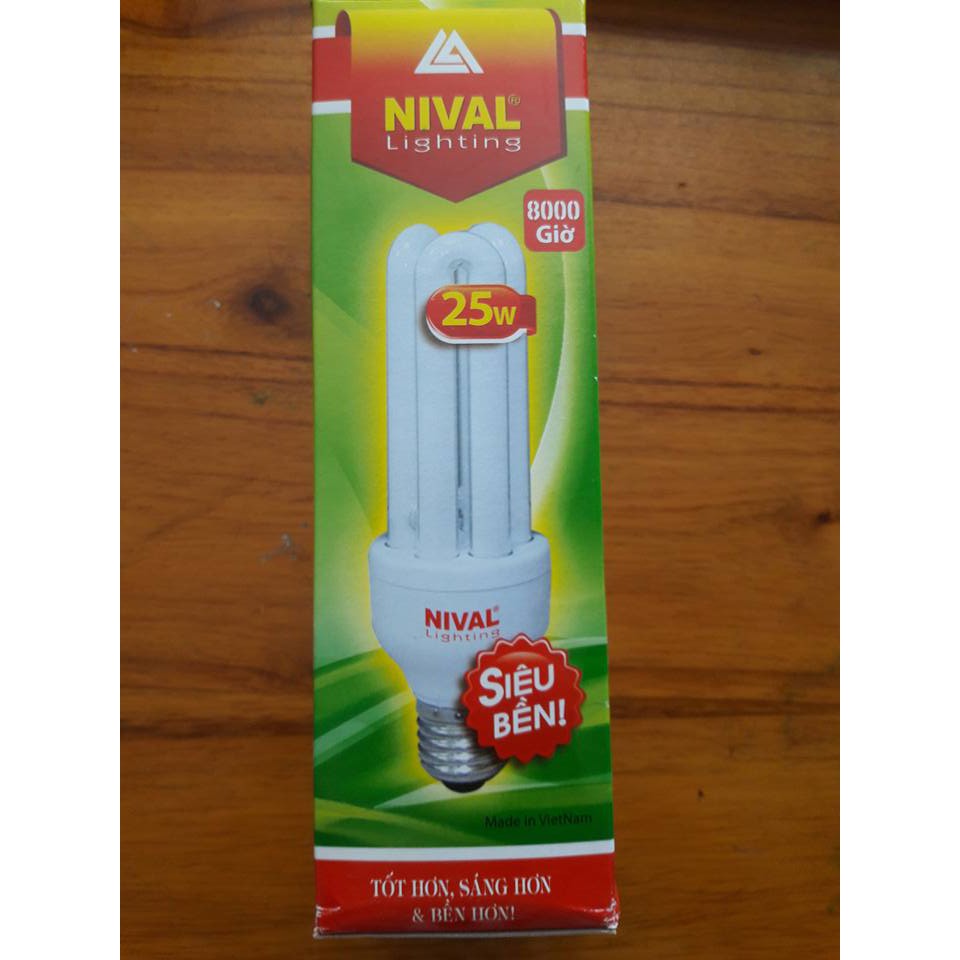 NIVAL®
Lighting
8000
Giờ
25W
NIVAL®
Lighting
SIÊU
BỀN!
Made in VietNam
TỐT HƠN, SÁNG HƠN
& BỀN HƠN!